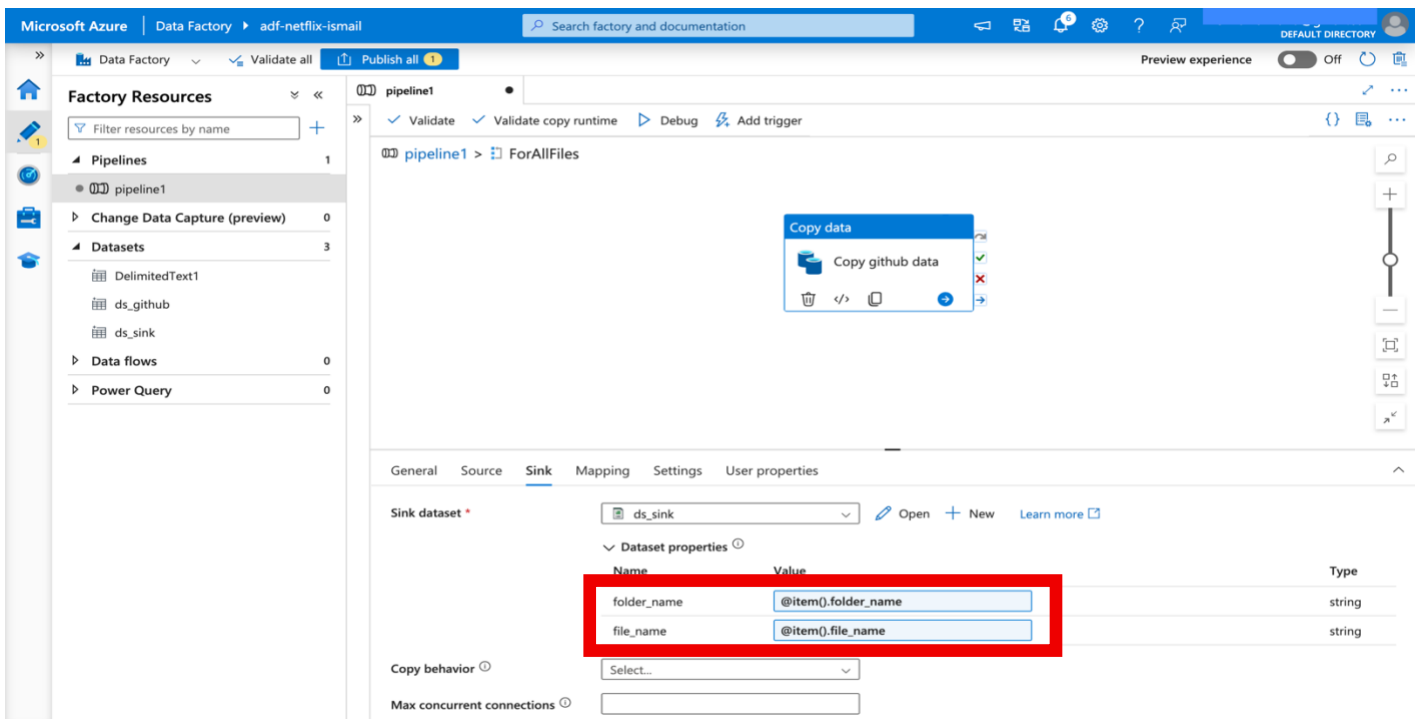 Microsoft Azure | Data Factory ▸ adf-netflix-ismail
Search factory and documentation
6
DEFAULT DIRECTORY
Data Factory
Validate all
Publish all 1
Preview experience
Off
Factory Resources
pipeline1
Filter resources by name
Validate
Validate copy runtime
Debug
Add trigger
1
Pipelines 1
pipeline1 > ForAllFiles
pipeline1
Change Data Capture (preview) 0
Datasets 3
DelimitedText1
ds_github
ds_sink
Data flows 0
Power Query 0
Copy data
Copy github data
General Source Sink Mapping Settings User properties
Sink dataset *
ds_sink
Open
New
Learn more
Dataset properties
Name Value Type
folder_name @item().folder_name string
file_name @item().file_name string
Copy behavior
Select...
Max concurrent connections